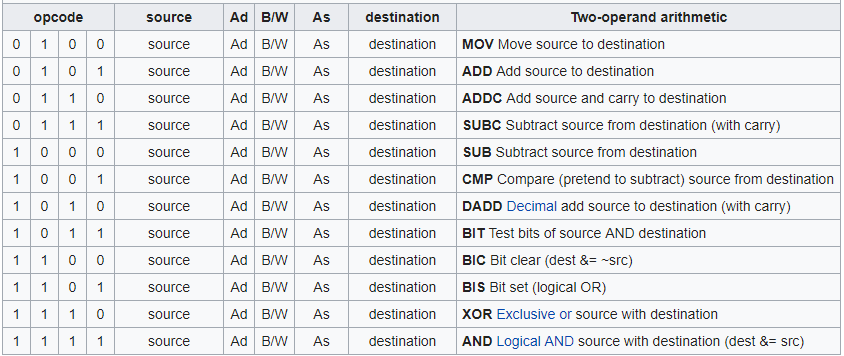 opcode source Ad B/W As destination Two-operand arithmetic
0 1 0 0 source Ad B/W As destination MOV Move source to destination
0 1 0 1 source Ad B/W As destination ADD Add source to destination
0 1 1 0 source Ad B/W As destination ADDC Add source and carry to destination
0 1 1 1 source Ad B/W As destination SUBC Subtract source from destination (with carry)
1 0 0 0 source Ad B/W As destination SUB Subtract source from destination
1 0 0 1 source Ad B/W As destination CMP Compare (pretend to subtract) source from destination
1 0 1 0 source Ad B/W As destination DADD Decimal add source to destination (with carry)
1 0 1 1 source Ad B/W As destination BIT Test bits of source AND destination
1 1 0 0 source Ad B/W As destination BIC Bit clear (dest &= ~src)
1 1 0 1 source Ad B/W As destination BIS Bit set (logical OR)
1 1 1 0 source Ad B/W As destination XOR Exclusive or source with destination
1 1 1 1 source Ad B/W As destination AND Logical AND source with destination (dest &= src)